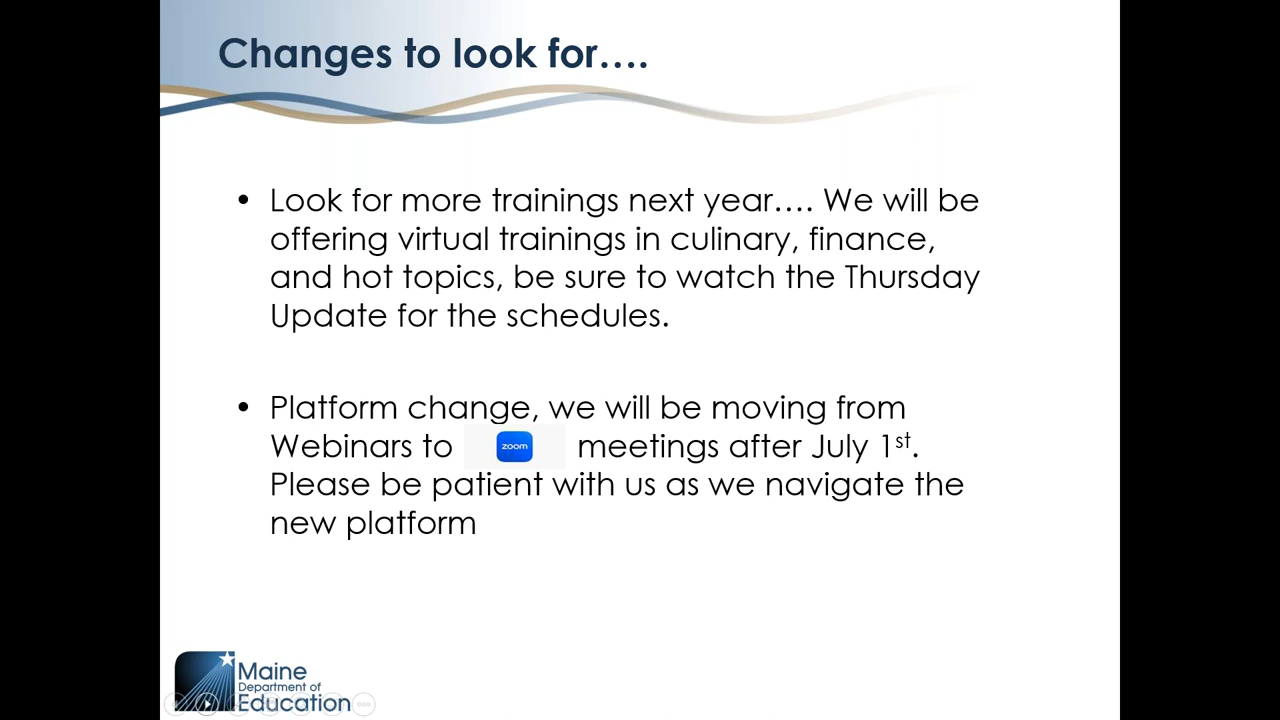 Changes to look for....
• Look for more trainings next year.... We will be
offering virtual trainings in culinary, finance,
and hot topics, be sure to watch the Thursday
Update for the schedules.
• Platform change, we will be moving from
Webinars to zoom meetings after July 1st.
Please be patient with us as we navigate the
new platform
Maine
Department of
Education